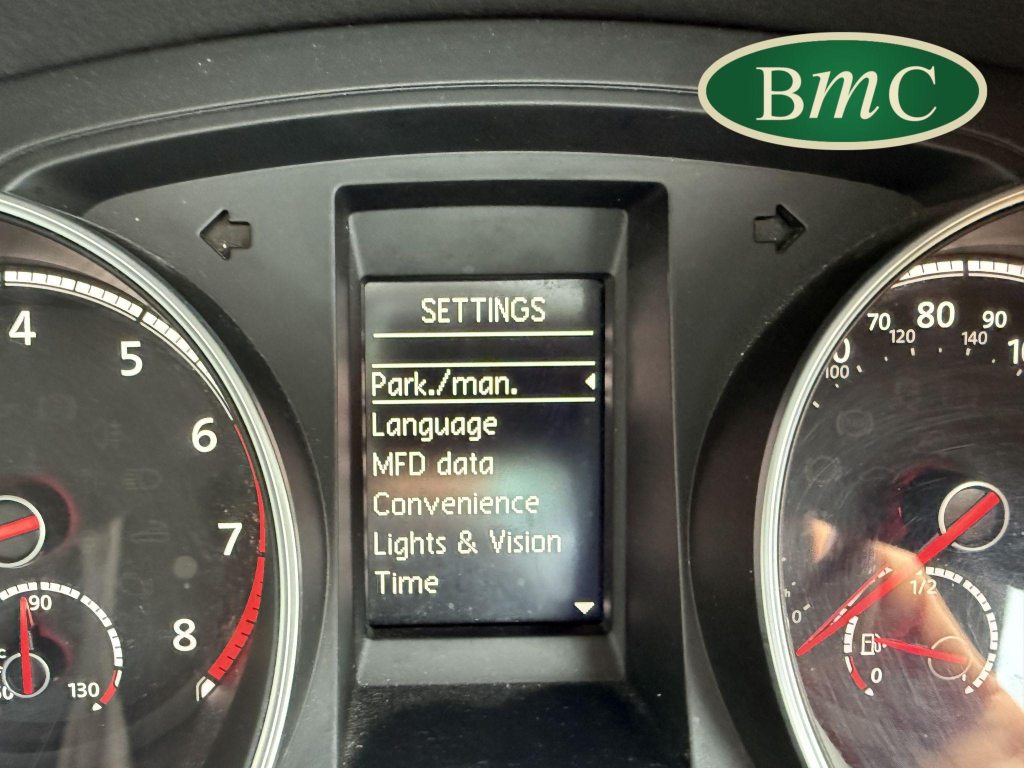 BmC
SETTINGS
Park./man.
Language
MFD data
Convenience
Lights & Vision
Time
4
5
6
7
8
90
130
70
80
90
120
140
100
0
1/2
0